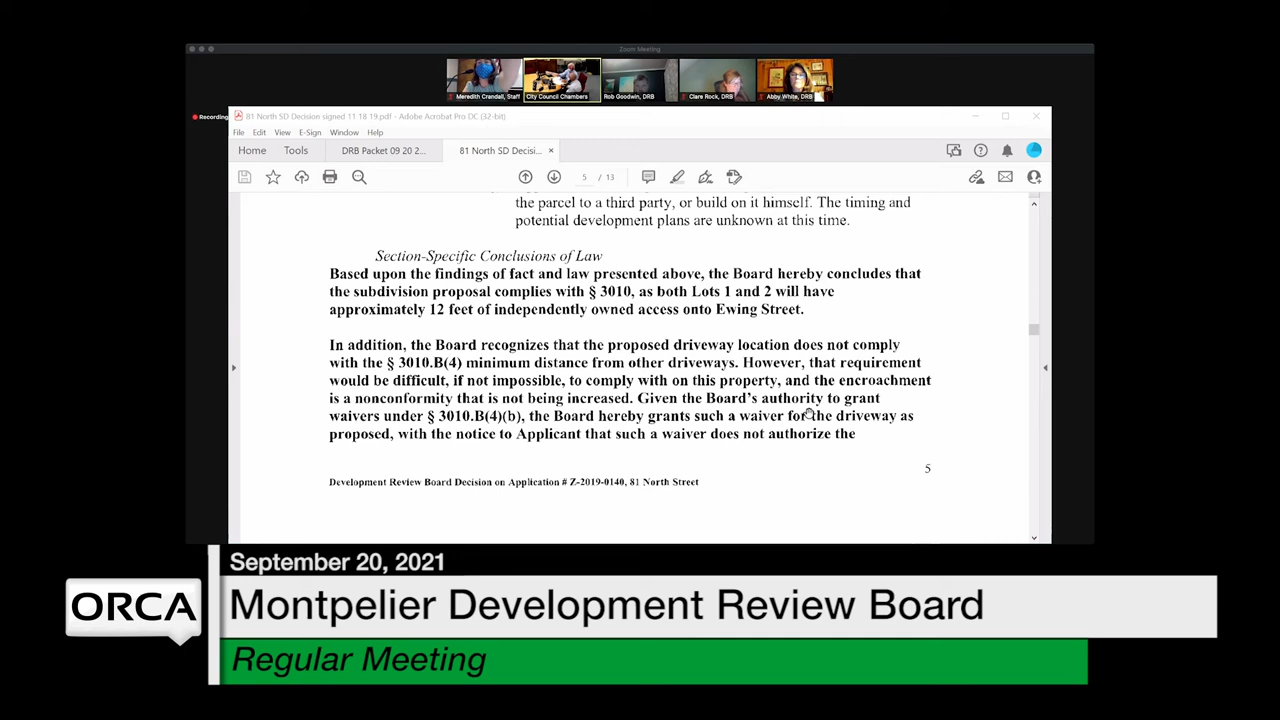 Zoom Meeting
Meredith Crandall, Staff
City Council Chambers
Rob Goodwin, DRB
Clare Rock, DRB
Abby White, DRB
Recording
81 North SD Decision signed 11 18 19.pdf - Adobe Acrobat Pro DC (32-bit)
File Edit View E-Sign Window Help
Home Tools DRB Packet 09 20 2... 81 North SD Decisi... ×
5 / 13
the parcel to a third party, or build on it himself. The timing and
potential development plans are unknown at this time.
Section-Specific Conclusions of Law
Based upon the findings of fact and law presented above, the Board hereby concludes that
the subdivision proposal complies with § 3010, as both Lots 1 and 2 will have
approximately 12 feet of independently owned access onto Ewing Street.
In addition, the Board recognizes that the proposed driveway location does not comply
with the § 3010.B(4) minimum distance from other driveways. However, that requirement
would be difficult, if not impossible, to comply with on this property, and the encroachment
is a nonconformity that is not being increased. Given the Board's authority to grant
waivers under § 3010.B(4)(b), the Board hereby grants such a waiver for the driveway as
proposed, with the notice to Applicant that such a waiver does not authorize the
5
Development Review Board Decision on Application # Z-2019-0140, 81 North Street
September 20, 2021
ORCA
Montpelier Development Review Board
Regular Meeting